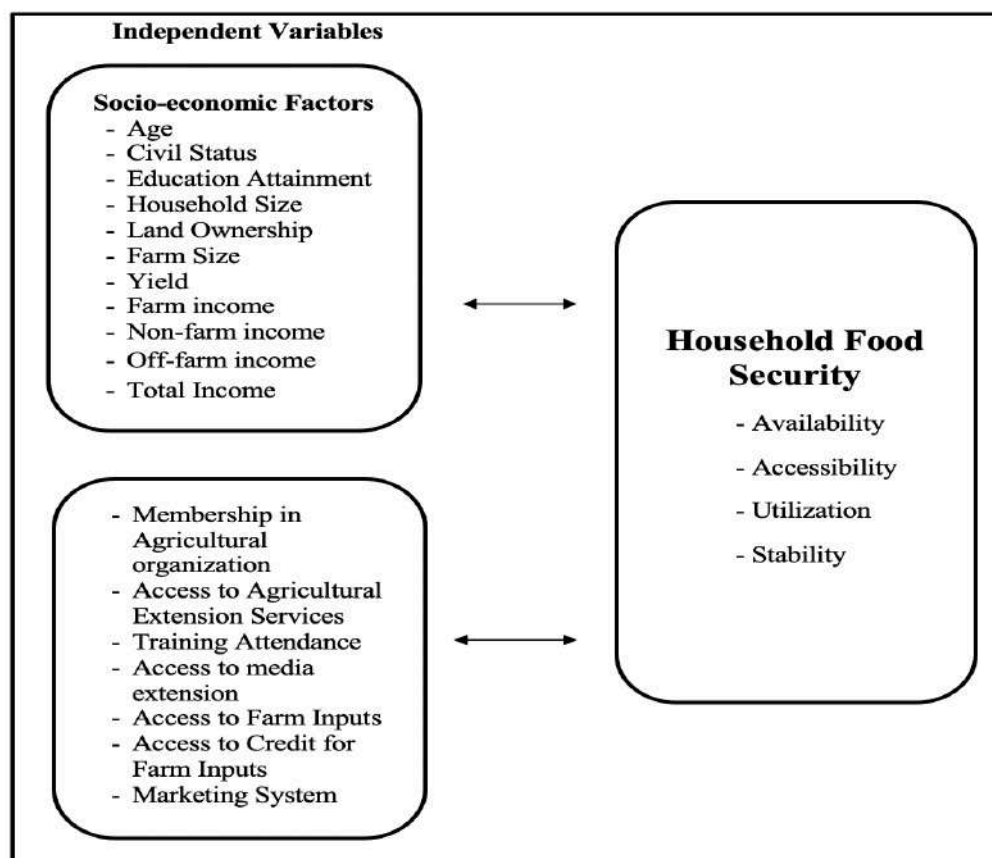 Independent Variables
Socio-economic Factors
- Age
- Civil Status
- Education Attainment
- Household Size
- Land Ownership
- Farm Size
- Yield
- Farm income
- Non-farm income
- Off-farm income
- Total Income
- Membership in
Agricultural
organization
- Access to Agricultural
Extension Services
- Training Attendance
- Access to media
extension
- Access to Farm Inputs
- Access to Credit for
Farm Inputs
- Marketing System
Household Food
Security
- Availability
- Accessibility
- Utilization
- Stability